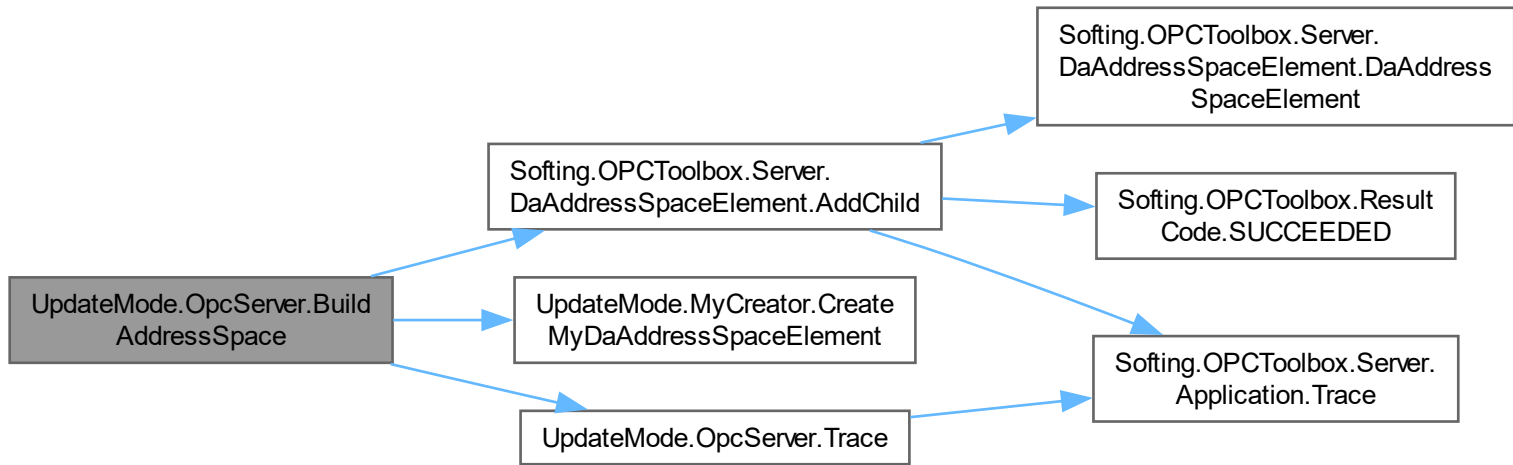 Softing.OPCToolbox.Server.
DaAddressSpaceElement.DaAddress
SpaceElement
Softing.OPCToolbox.Server.
DaAddressSpaceElement.AddChild
Softing.OPCToolbox.Result
Code.SUCCEEDED
UpdateMode.OpcServer.Build
AddressSpace
UpdateMode.MyCreator.Create
MyDaAddressSpaceElement
Softing.OPCToolbox.Server.
Application.Trace
UpdateMode.OpcServer.Trace